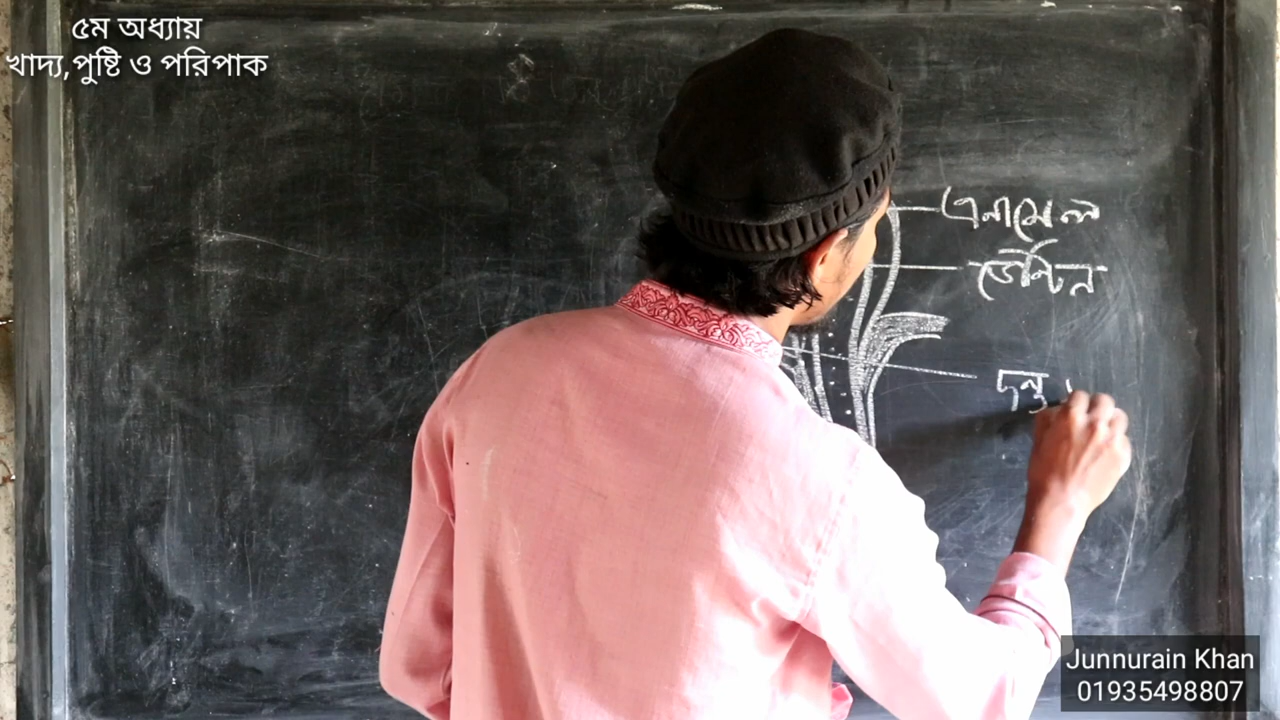 ৫ম অধ্যায়
খাদ্য,পুষ্টি ও পরিপাক
এনামেল
ডেন্টিন
দন্ত
Junnurain Khan
01935498807